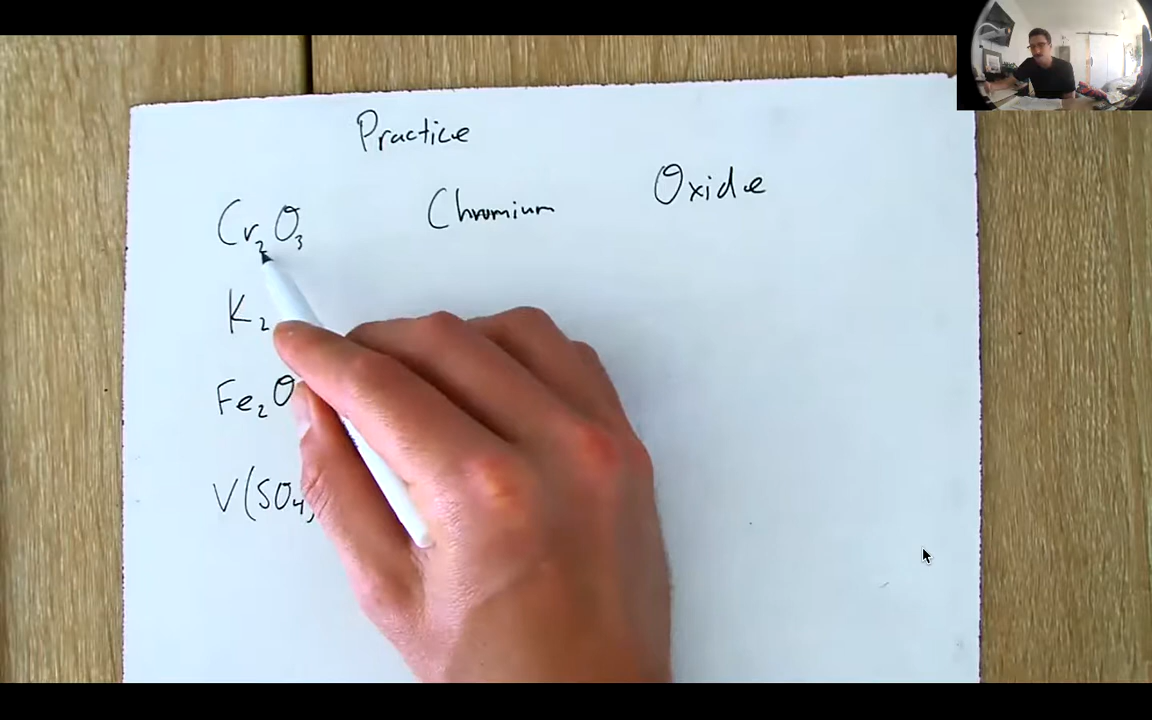 Practice
Cr₂O₃ Chromium Oxide
K₂
Fe₂O
V(SO₄)